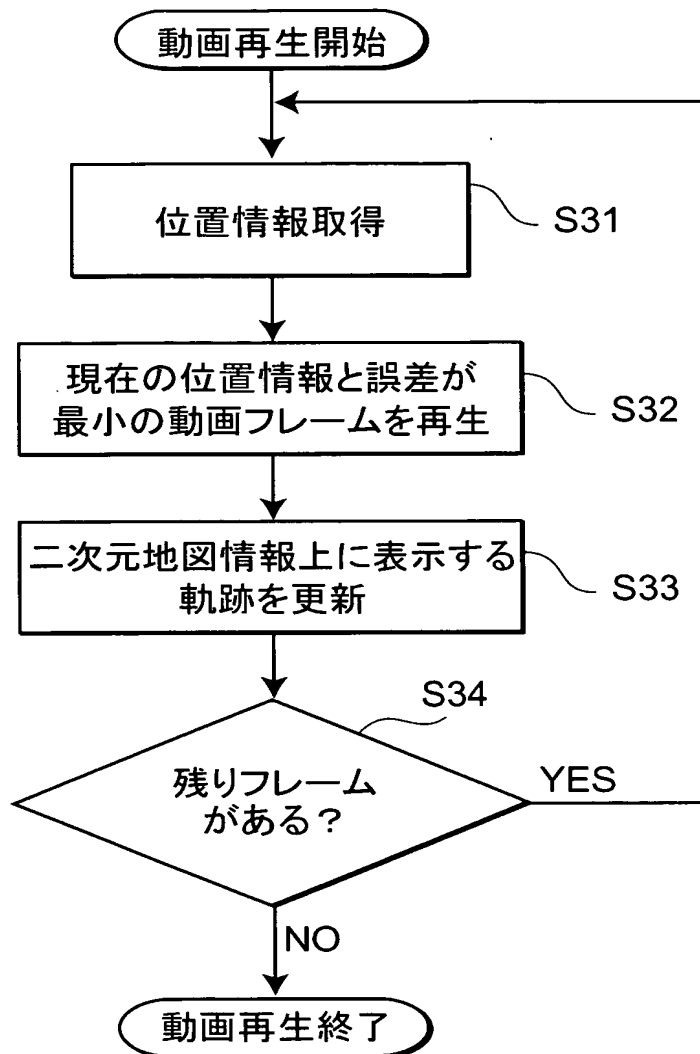 動画再生開始
位置情報取得
S31
現在の位置情報と誤差が
最小の動画フレームを再生
S32
二次元地図情報上に表示する
軌跡を更新
S33
S34
残りフレーム
がある？
YES
NO
動画再生終了